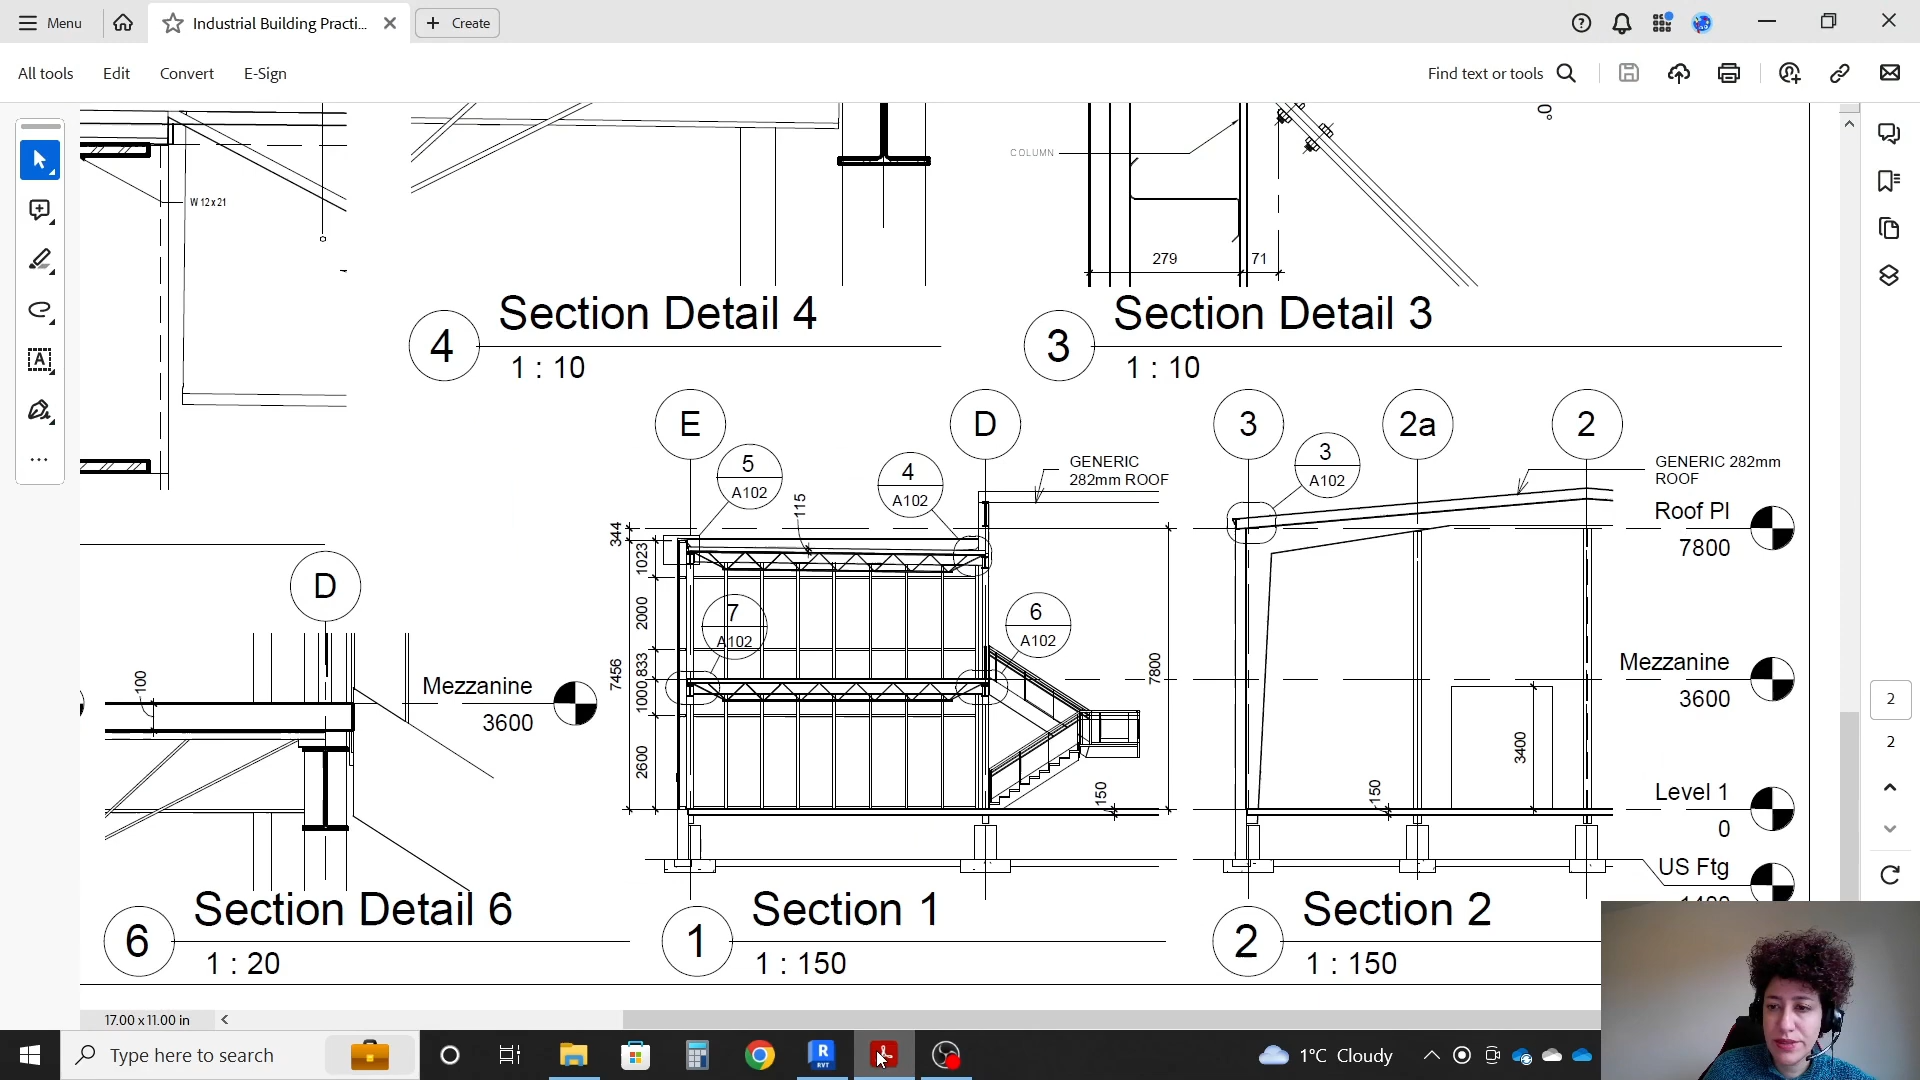 Menu
Industrial Building Practi...
Create
All tools
Edit
Convert
E-Sign
Find text or tools
W 12 x 21
COLUMN
279
71
4
Section Detail 4
1 : 10
3
Section Detail 3
1 : 10
E
D
5
A102
4
A102
115
GENERIC
282mm ROOF
344
1023
2000
833
1000
2600
7456
7
A102
6
A102
7800
150
3
2a
2
3
A102
GENERIC 282mm
ROOF
Roof Pl
7800
Mezzanine
3600
3400
150
Level 1
0
US Ftg
D
100
Mezzanine
3600
6
Section Detail 6
1 : 20
1
Section 1
1 : 150
2
Section 2
1 : 150
2
2
17.00 x 11.00 in
Type here to search
R
RVT
1°C Cloudy